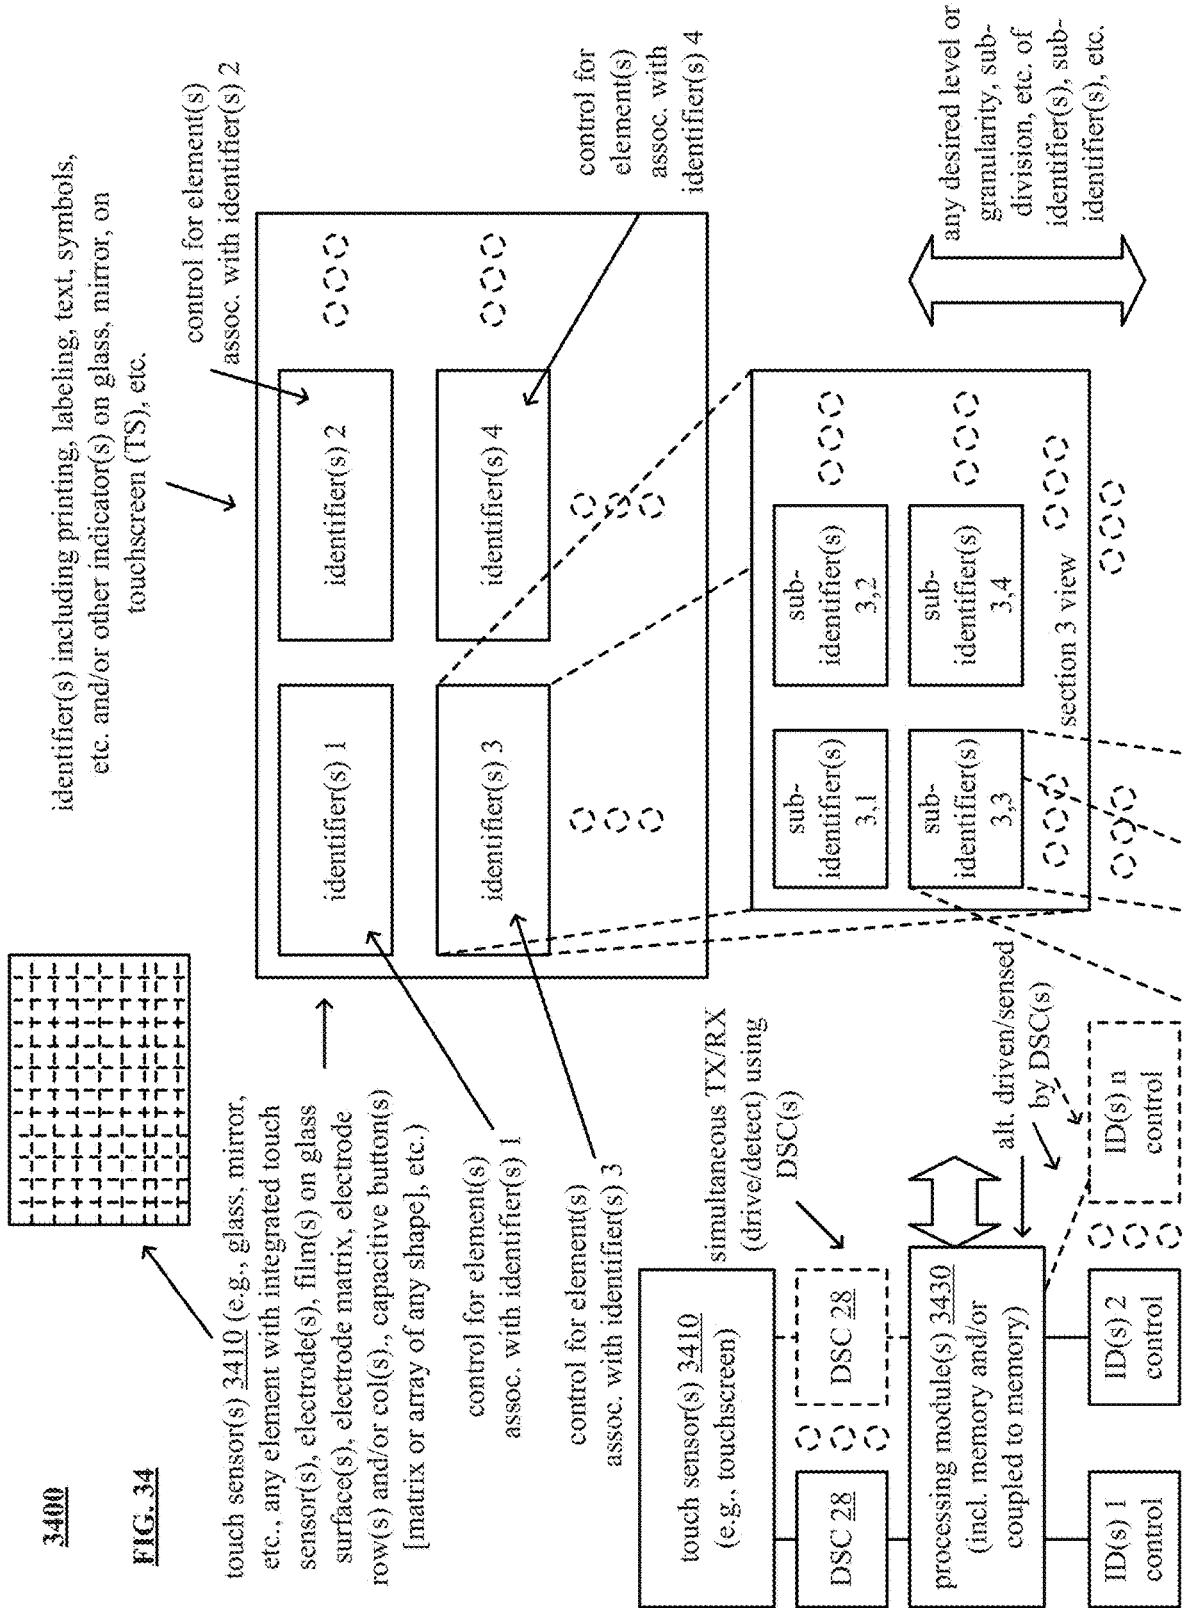 3400
FIG. 34
touch sensor(s) 3410 (e.g., glass, mirror,
etc., any element with integrated touch
sensor(s), electrode(s), film(s) on glass
surface(s), electrode matrix, electrode
row(s) and/or col(s)., capacitive button(s)
[matrix or array of any shape], etc.)
identifier(s) including printing, labeling, text, symbols,
etc. and/or other indicator(s) on glass, mirror, on
touchscreen (TS), etc.
control for element(s)
assoc. with identifier(s) 2
identifier(s) 1
identifier(s) 2
identifier(s) 3
identifier(s) 4
control for
element(s)
assoc. with
identifier(s) 4
control for element(s)
assoc. with identifier(s) 1
control for element(s)
assoc. with identifier(s) 3
touch sensor(s) 3410
(e.g., touchscreen)
simultaneous TX/RX
(drive/detect) using
DSC(s)
DSC 28
DSC 28
processing module(s) 3430
(incl. memory and/or
coupled to memory)
alt. driven/sensed
by DSC(s)
ID(s) 1
control
ID(s) 2
control
ID(s) n
control
sub-
identifier(s)
3,1
sub-
identifier(s)
3,2
sub-
identifier(s)
3,3
sub-
identifier(s)
3,4
section 3 view
any desired level or
granularity, sub-
division, etc. of
identifier(s), sub-
identifier(s), etc.